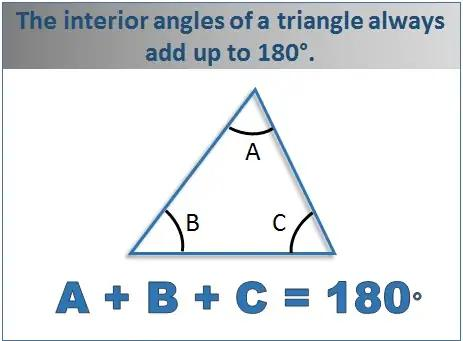 The interior angles of a triangle always
add up to 180°.
A
B
C
A + B + C = 180°